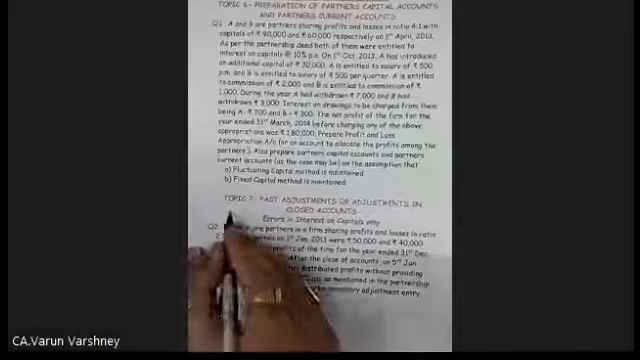 TOPIC 6- PREPARATION OF PARTNERS CAPITAL ACCOUNTS
AND PARTNERS CURRENT ACCOUNTS
Q1. A and B are partners sharing profits and losses in ratio 4:1 with
capitals of ₹ 90,000 and ₹ 60,000 respectively on 1st April, 2013.
As per the partnership deed both of them were entitled to
interest on capitals @ 10% p.a. On 1st Oct, 2013, A has introduced
an additional capital of ₹ 30,000. A is entitled to salary of ₹ 500
p.m. and B is entitled to salary of ₹ 500 per quarter. A is entitled
to commission of ₹ 2,000 and B is entitled to commission of ₹
1,000. During the year A had withdrawn ₹ 7,000 and B had
withdrawn ₹ 3,000. Interest on drawings to be charged from them
being A- ₹ 700 and B - ₹ 300. The net profit of the firm for the
year ended 31st March, 2014 before charging any of the above
appropriations was ₹ 1,80,000. Prepare Profit and Loss
Appropriation A/c (or an account to allocate the profits among the
partners.). Also prepare partners capital accounts and partners
current accounts (as the case may be) on the assumption that
a) Fluctuating Capital method is maintained
b) Fixed Capital method is maintained
TOPIC 7- PAST ADJUSTMENTS OR ADJUSTMENTS IN
CLOSED ACCOUNTS
Errors in Interest on Capitals only
Q2. are partners in a firm sharing profits and losses in ratio
on 1st Jan, 2013 were ₹ 50,000 and ₹ 40,000
profits of the firm for the year ended 31st Dec,
After the close of accounts, on 5th Jan
distributed profits without providing
as mentioned in the partnership
adjustment entry.
CA.Varun Varshney